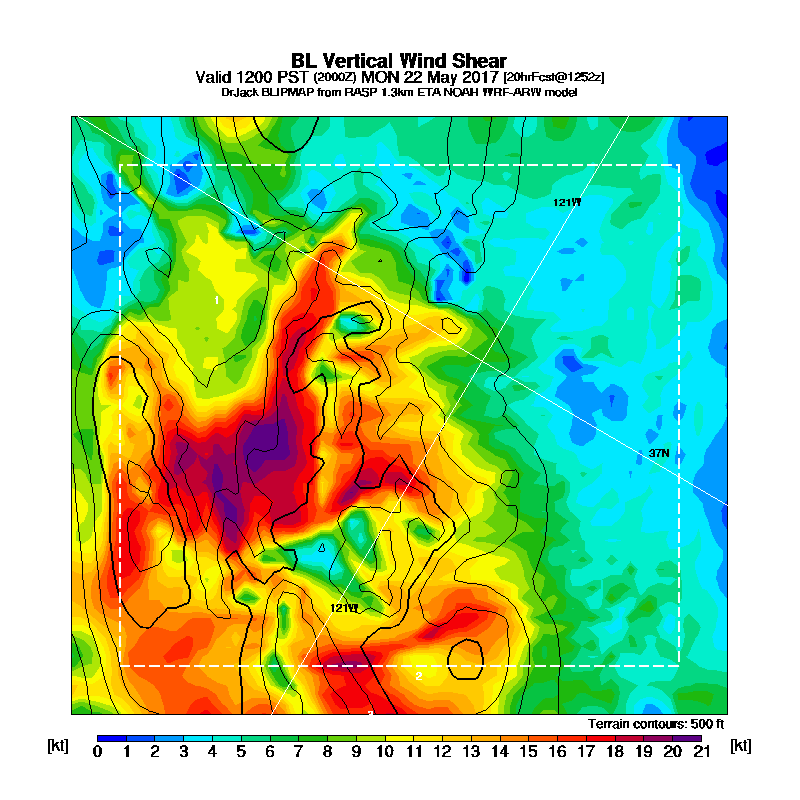 BL Vertical Wind Shear
Valid 1200 PST (2000Z) MON 22 May 2017 [20hrFcst@1252z]
DrJack BLIPMAP from RASP 1.3km ETA NOAH WRF-ARW model
121W
1
37N
121W
2
Terrain contours: 500 ft
[kt] 0 1 2 3 4 5 6 7 8 9 10 11 12 13 14 15 16 17 18 19 20 21 [kt]